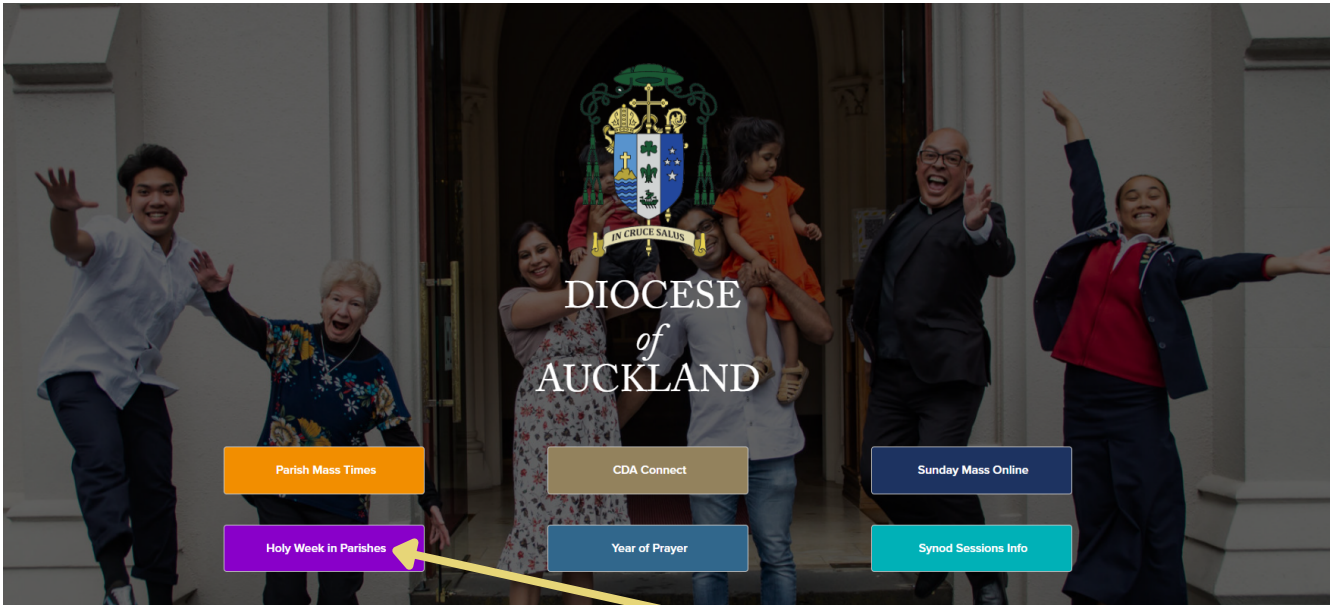 IN CRUCE SALUS
DIOCESE
of
AUCKLAND
Parish Mass Times
CDA Connect
Sunday Mass Online
Holy Week in Parishes
Year of Prayer
Synod Sessions Info